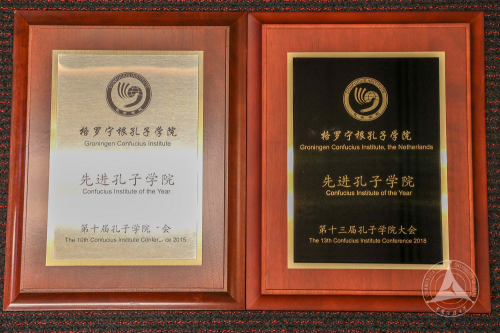 格罗宁根孔子学院
Groningen Confucius Institute
先进孔子学院
Confucius Institute of the Year
第十届孔子学院 会
The 10th Confucius Institute Conference 2015
格罗宁根孔子学院
Groningen Confucius Institute, the Netherlands
先进孔子学院
Confucius Institute of the Year
第十三届孔子学院大会
The 13th Confucius Institute Conference 2018